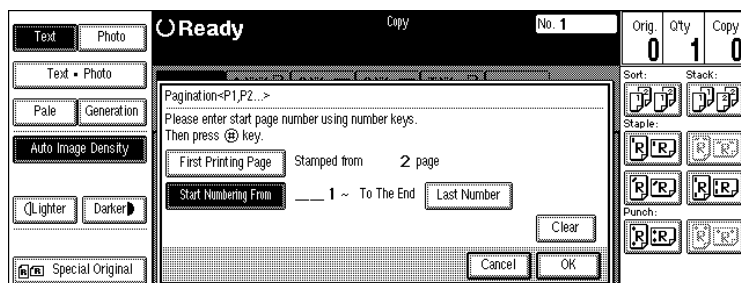 Text Photo
Text • Photo
Pale Generation
Auto Image Density
Lighter Darker
Special Original
Ready
Copy
No. 1
Orig. Q'ty Copy
0 1 0
Pagination<P1,P2...>
Please enter start page number using number keys.
Then press (#) key.
First Printing Page Stamped from 2 page
Start Numbering From __ 1 ~ To The End Last Number
Clear
Cancel OK
Sort: Stack:
Staple:
Punch: